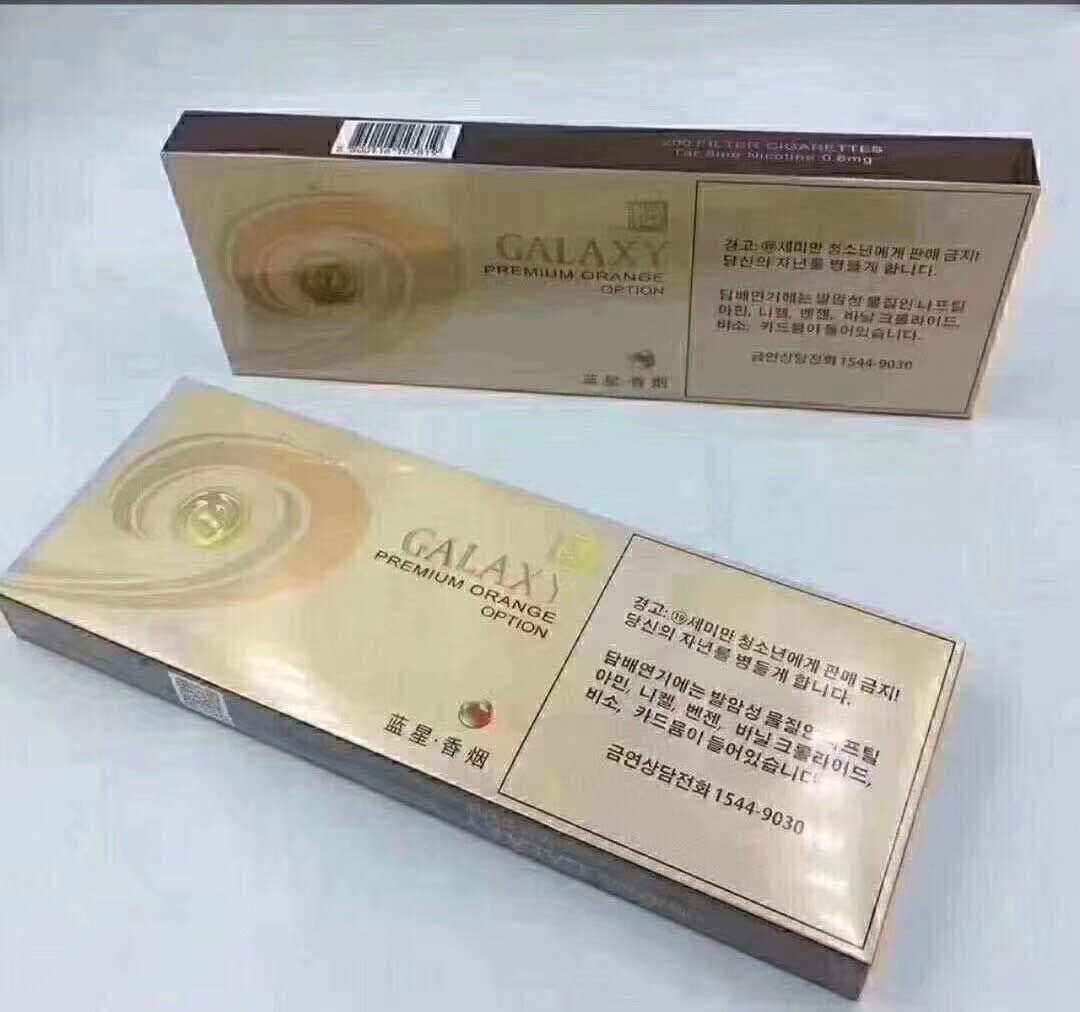 200 FILTER CIGARETTES
Tar 8mg Nicotine 0.8mg
GALAXY
PREMIUM ORANGE
OPTION
蓝星·香烟
경고: ⑲세미만 청소년에게 판매 금지!
당신의 자녀를 병들게 합니다.
담배연기에는 발암성 물질인 나프틸
아민, 니켈, 벤젠, 비닐 크롤라이드,
비소, 카드뮴이 들어있습니다.
금연상담전화 1544-9030
GALAXY
PREMIUM ORANGE
OPTION
蓝星·香烟
경고: ⑲세미만 청소년에게 판매 금지!
당신의 자녀를 병들게 합니다.
담배연기에는 발암성 물질인 나프틸
아민, 니켈, 벤젠, 비닐 크롤라이드,
비소, 카드뮴이 들어있습니다.
금연상담전화 1544-9030